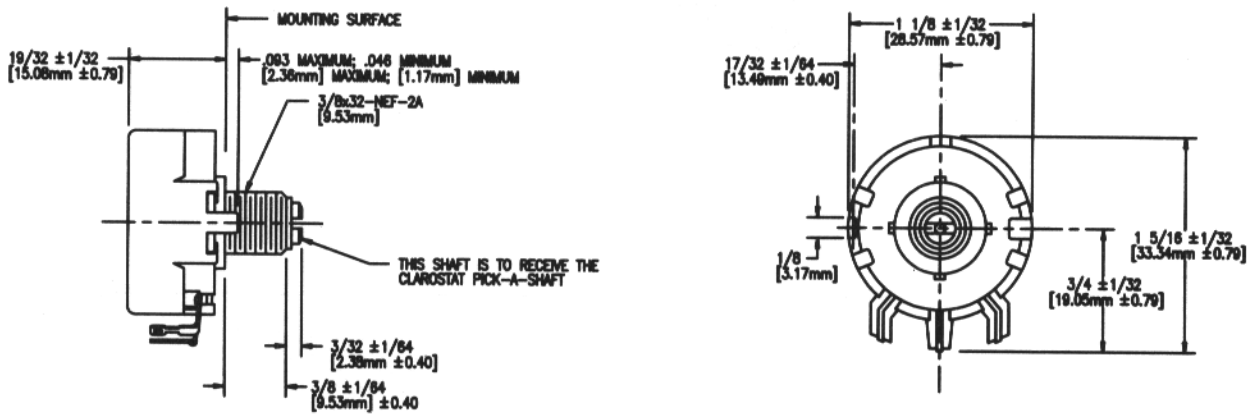 MOUNTING SURFACE
19/32 ±1/32
[15.08mm ±0.79]
.093 MAXIMUM; .046 MINIMUM
[2.36mm] MAXIMUM; [1.17mm] MINIMUM
3/8x32-NEF-2A
[9.53mm]
THIS SHAFT IS TO RECEIVE THE
CLAROSTAT PICK-A-SHAFT
3/32 ±1/64
[2.38mm ±0.40]
3/8 ±1/64
[9.53mm] ±0.40
1 1/8 ±1/32
[28.57mm ±0.79]
17/32 ±1/64
[13.49mm ±0.40]
1/8
[3.17mm]
1 5/16 ±1/32
[33.34mm ±0.79]
3/4 ±1/32
[19.05mm ±0.79]